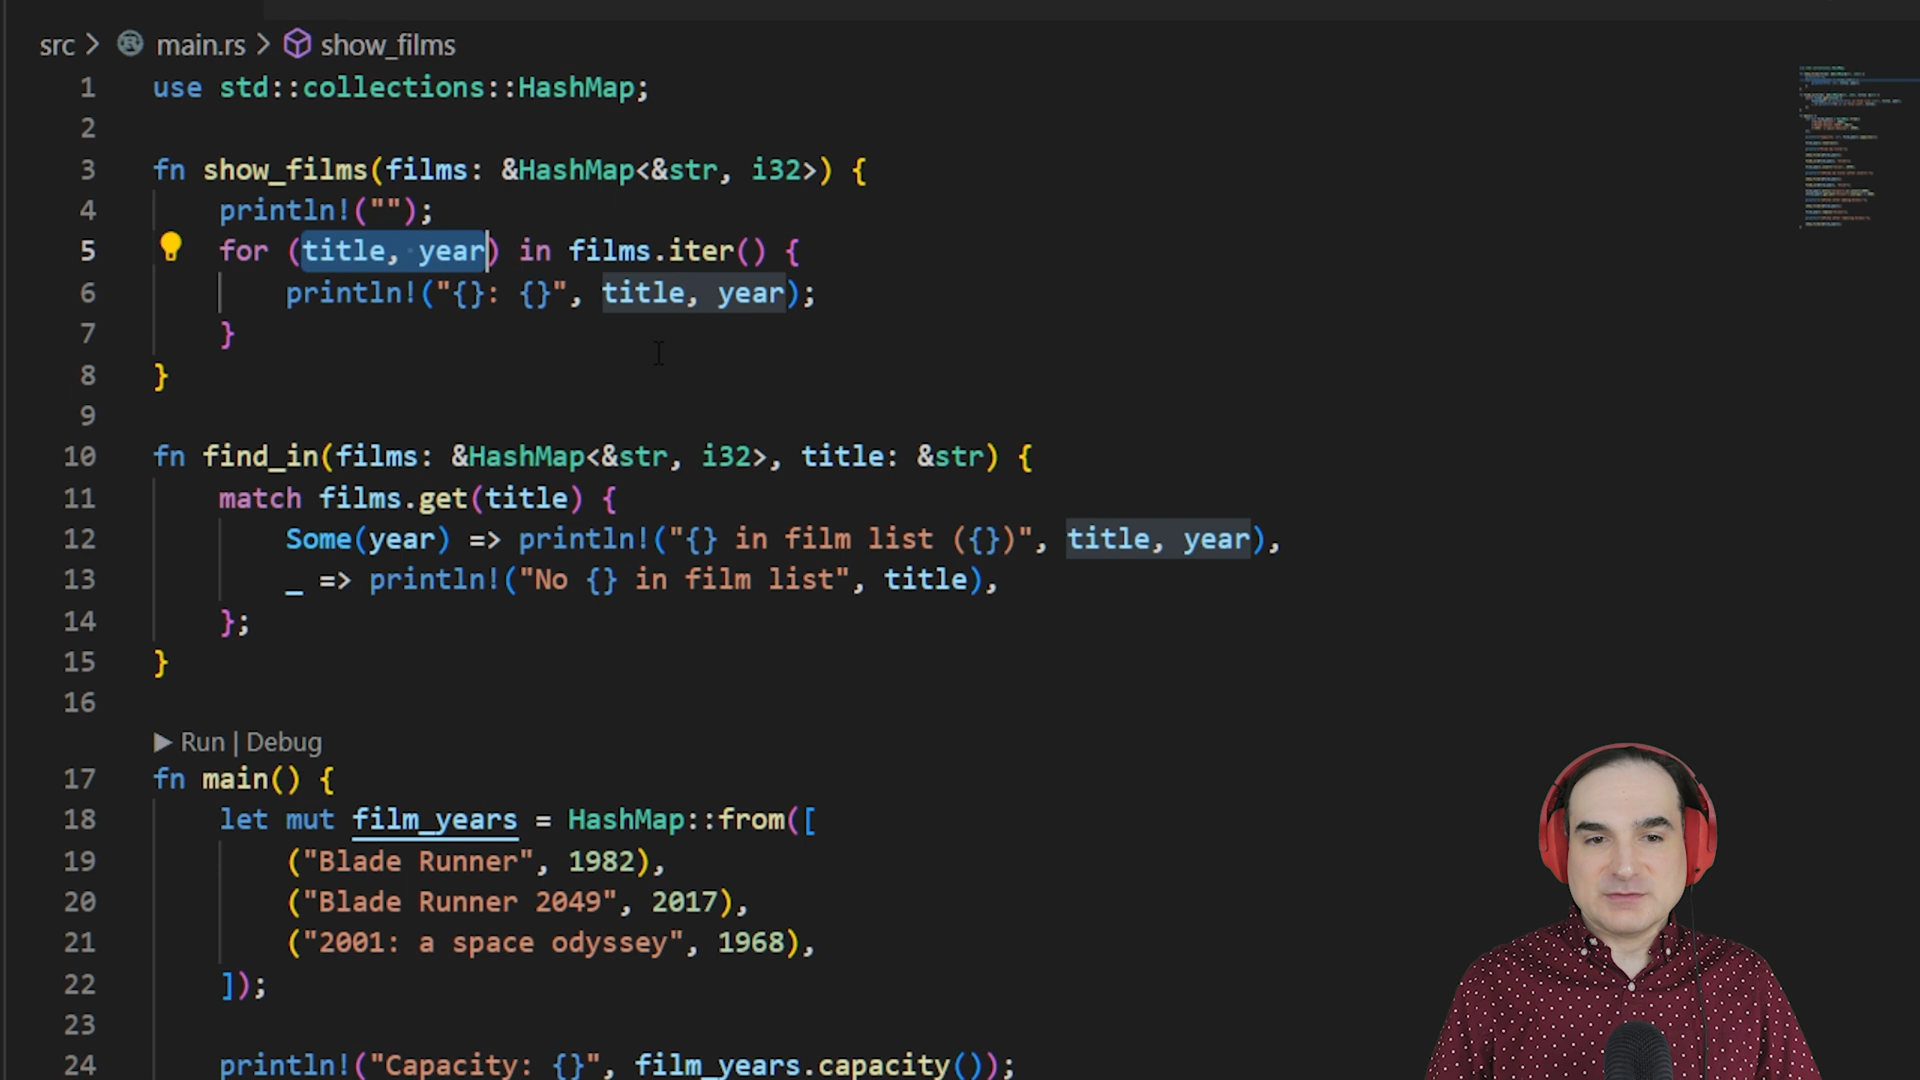 src > main.rs > show_films
1 use std::collections::HashMap;
2
3 fn show_films(films: &HashMap<&str, i32>) {
4 println!("");
5 for (title, year) in films.iter() {
6 println!("{}: {}", title, year);
7 }
8 }
9
10 fn find_in(films: &HashMap<&str, i32>, title: &str) {
11 match films.get(title) {
12 Some(year) => println!("{} in film list ({})", title, year),
13 _ => println!("No {} in film list", title),
14 };
15 }
16
Run | Debug
17 fn main() {
18 let mut film_years = HashMap::from([
19 ("Blade Runner", 1982),
20 ("Blade Runner 2049", 2017),
21 ("2001: a space odyssey", 1968),
22 ]);
23
24 println!("Capacity: {}", film_years.capacity());